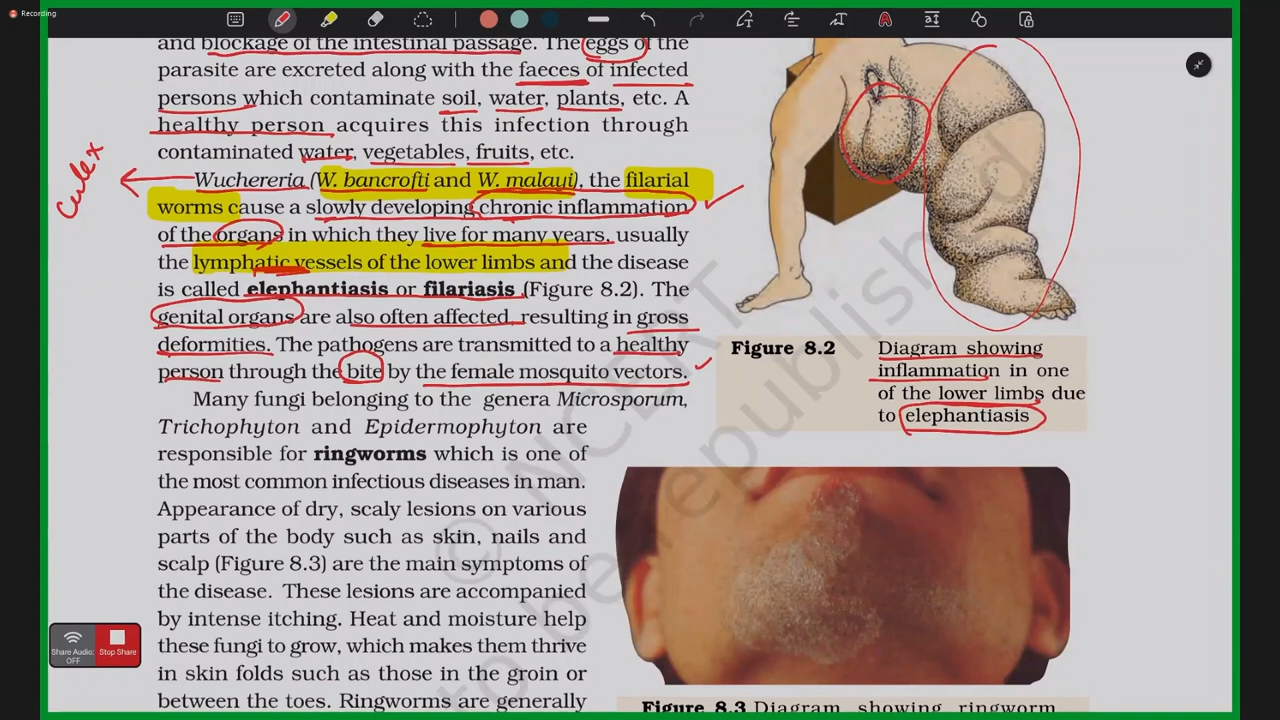 Recording
and blockage of the intestinal passage. The eggs of the
parasite are excreted along with the faeces of infected
persons which contaminate soil, water, plants, etc. A
healthy person acquires this infection through
contaminated water, vegetables, fruits, etc.
Culex
Wuchereria (W. bancrofti and W. malayi), the filarial
worms cause a slowly developing chronic inflammation
of the organs in which they live for many years, usually
the lymphatic vessels of the lower limbs and the disease
is called elephantiasis or filariasis (Figure 8.2). The
genital organs are also often affected, resulting in gross
deformities. The pathogens are transmitted to a healthy
person through the bite by the female mosquito vectors.
Many fungi belonging to the genera Microsporum,
Trichophyton and Epidermophyton are
responsible for ringworms which is one of
the most common infectious diseases in man.
Appearance of dry, scaly lesions on various
parts of the body such as skin, nails and
scalp (Figure 8.3) are the main symptoms of
the disease. These lesions are accompanied
by intense itching. Heat and moisture help
these fungi to grow, which makes them thrive
in skin folds such as those in the groin or
between the toes. Ringworms are generally
Figure 8.2 Diagram showing
inflammation in one
of the lower limbs due
to elephantiasis
Figure 8.3 Diagram showing ringworm
© NCERT
to be republished
Share Audio: OFF
Stop Share